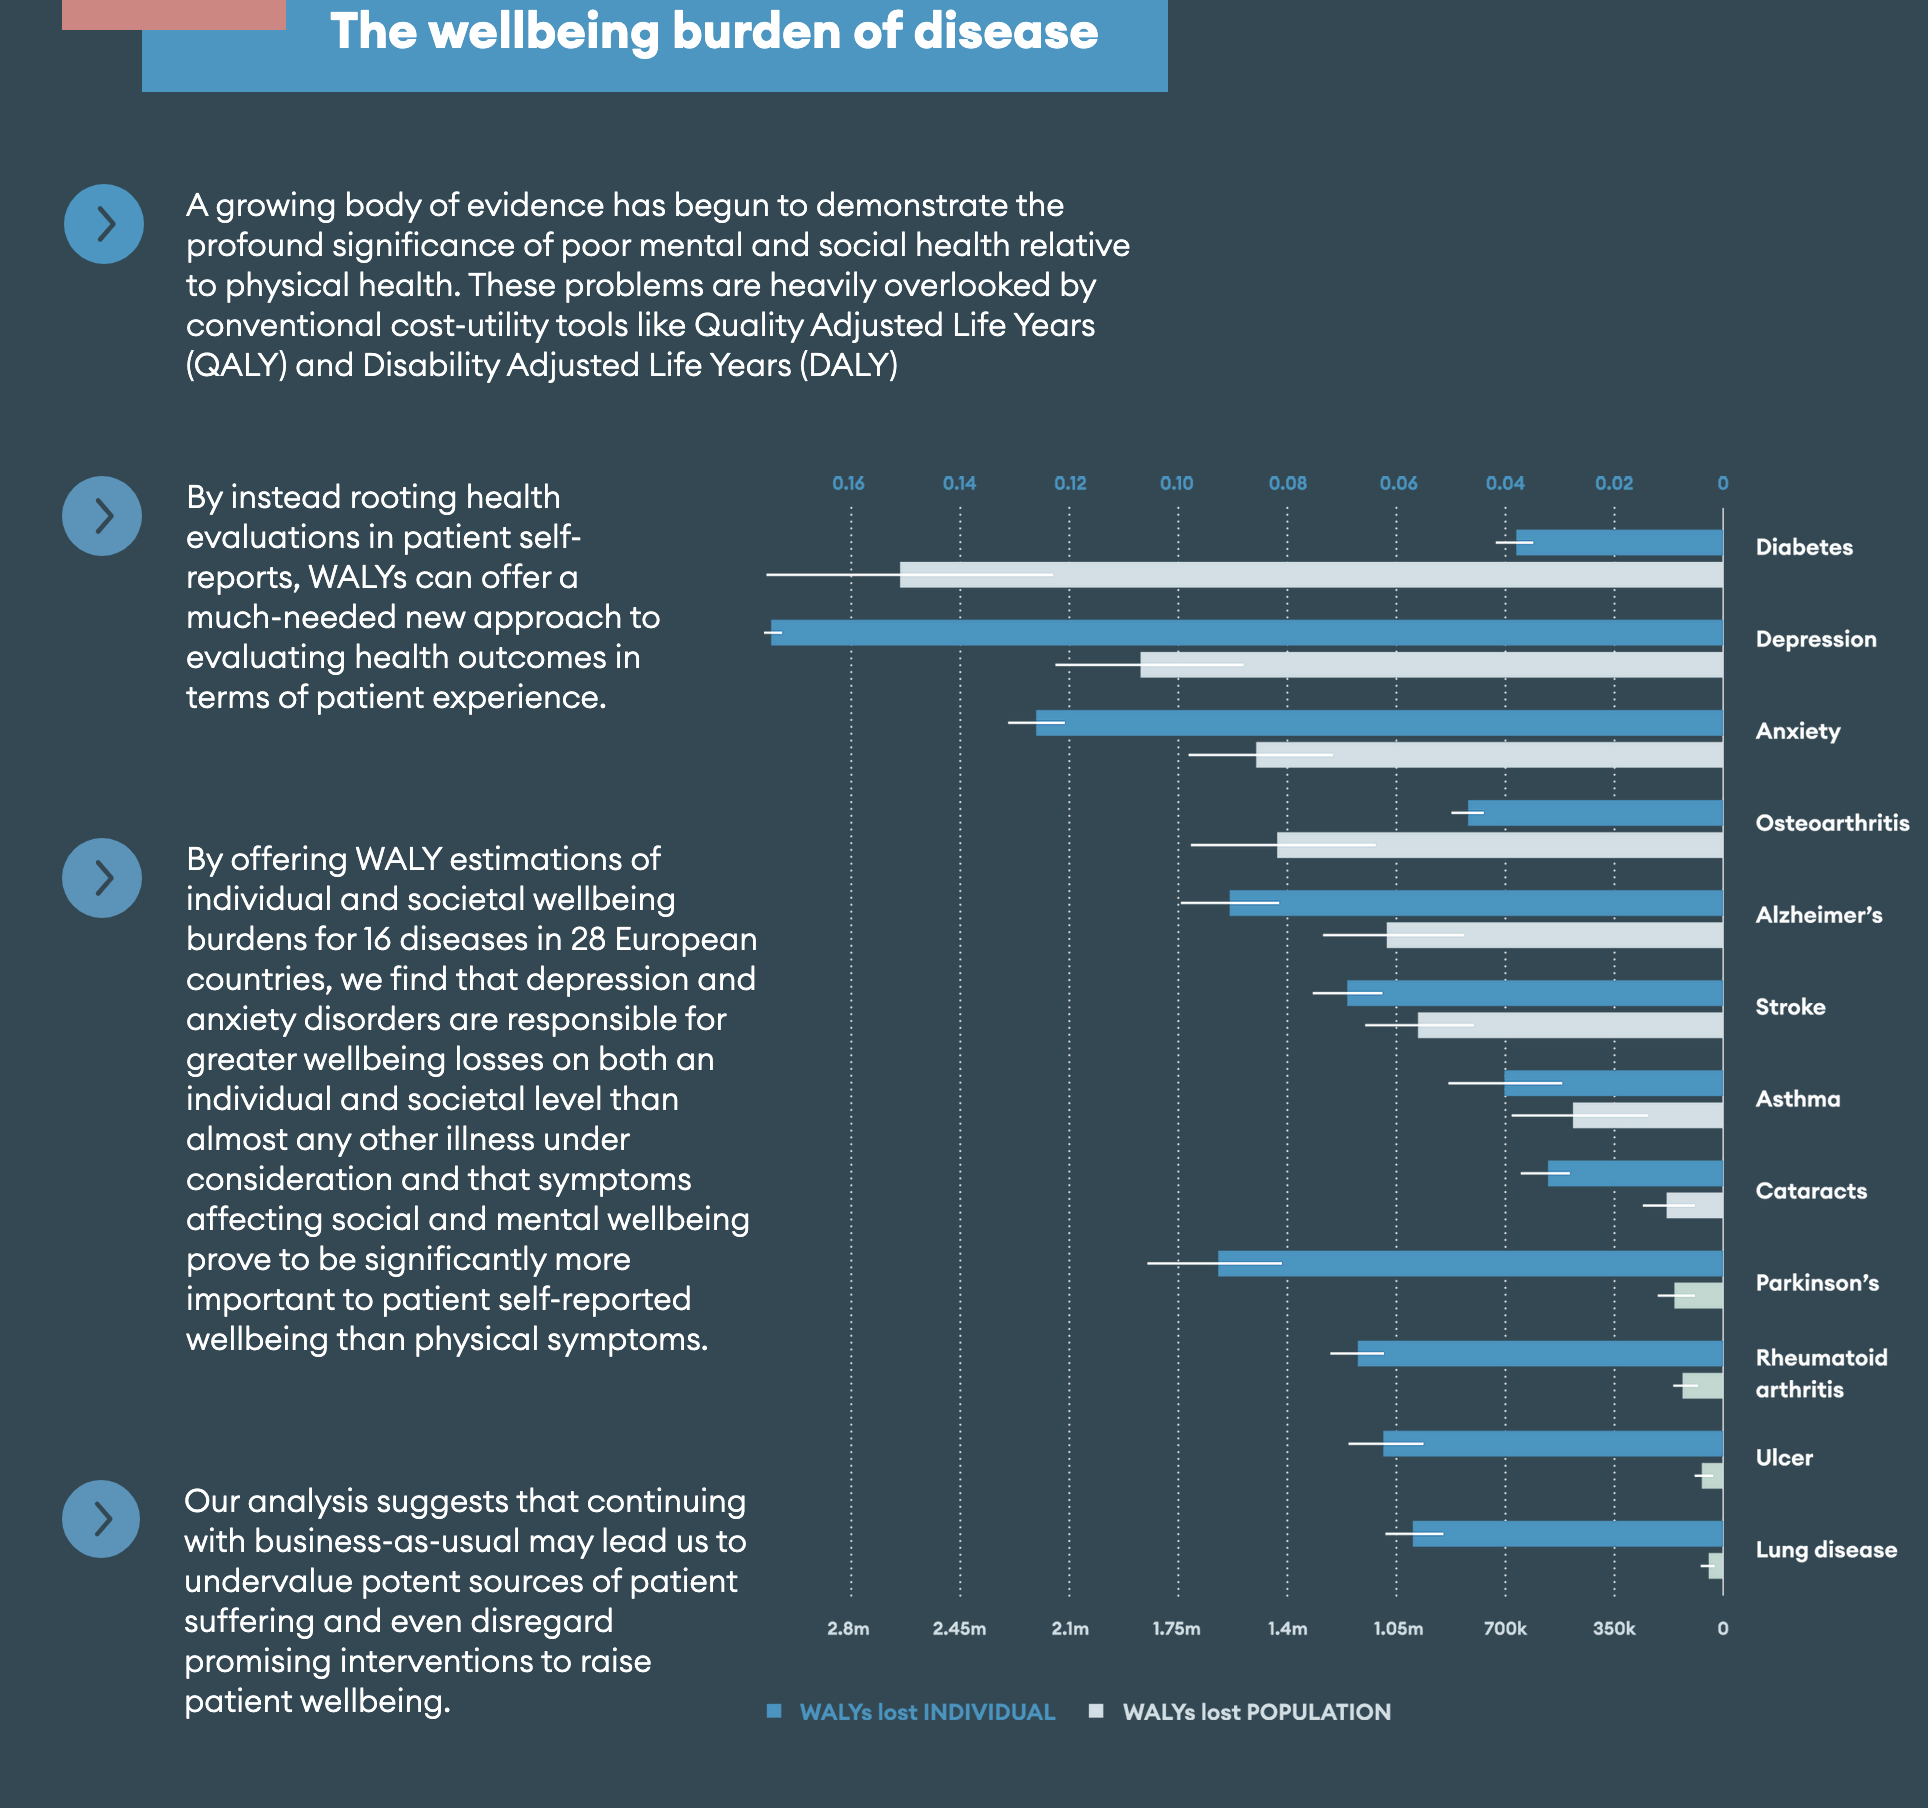 The wellbeing burden of disease
A growing body of evidence has begun to demonstrate the
profound significance of poor mental and social health relative
to physical health. These problems are heavily overlooked by
conventional cost-utility tools like Quality Adjusted Life Years
(QALY) and Disability Adjusted Life Years (DALY)
By instead rooting health
evaluations in patient self-
reports, WALYs can offer a
much-needed new approach to
evaluating health outcomes in
terms of patient experience.
By offering WALY estimations of
individual and societal wellbeing
burdens for 16 diseases in 28 European
countries, we find that depression and
anxiety disorders are responsible for
greater wellbeing losses on both an
individual and societal level than
almost any other illness under
consideration and that symptoms
affecting social and mental wellbeing
prove to be significantly more
important to patient self-reported
wellbeing than physical symptoms.
Our analysis suggests that continuing
with business-as-usual may lead us to
undervalue potent sources of patient
suffering and even disregard
promising interventions to raise
patient wellbeing.
0.16 0.14 0.12 0.10 0.08 0.06 0.04 0.02 0
Diabetes
Depression
Anxiety
Osteoarthritis
Alzheimer's
Stroke
Asthma
Cataracts
Parkinson's
Rheumatoid
arthritis
Ulcer
Lung disease
2.8m 2.45m 2.1m 1.75m 1.4m 1.05m 700k 350k 0
WALYs lost INDIVIDUAL WALYs lost POPULATION